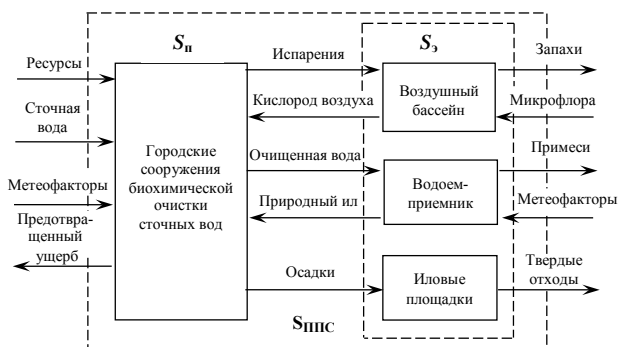 Sп
Sэ
Ресурсы
Сточная
вода
Метеофакторы
Предотвра-
щенный
ущерб
Городские
сооружения
биохимической
очистки
сточных вод
Испарения
Кислород воздуха
Очищенная вода
Природный ил
Осадки
Воздушный
бассейн
Водоем-
приемник
Иловые
площадки
Запахи
Микрофлора
Примеси
Метеофакторы
Твердые
отходы
SППС